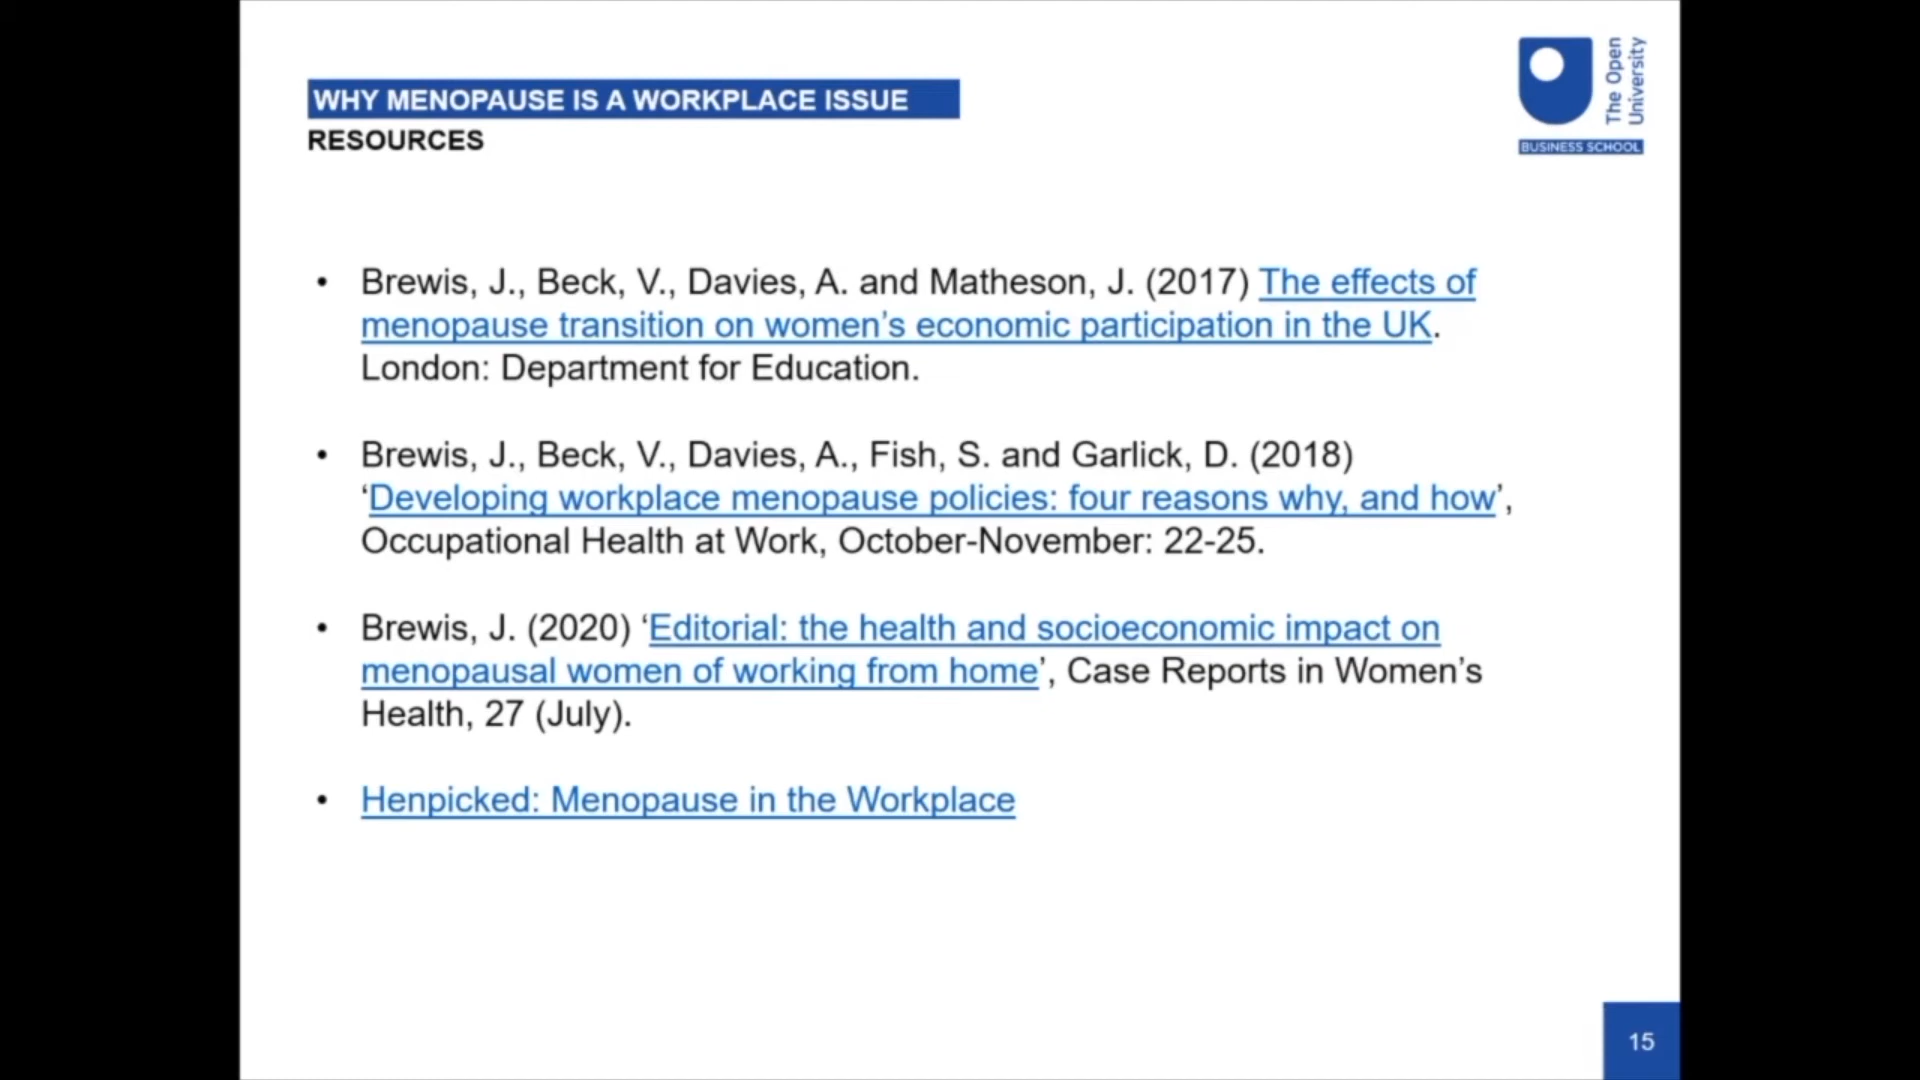 WHY MENOPAUSE IS A WORKPLACE ISSUE
RESOURCES
The Open
University
BUSINESS SCHOOL
• Brewis, J., Beck, V., Davies, A. and Matheson, J. (2017) The effects of
menopause transition on women’s economic participation in the UK.
London: Department for Education.
• Brewis, J., Beck, V., Davies, A., Fish, S. and Garlick, D. (2018)
‘Developing workplace menopause policies: four reasons why, and how’,
Occupational Health at Work, October-November: 22-25.
• Brewis, J. (2020) ‘Editorial: the health and socioeconomic impact on
menopausal women of working from home’, Case Reports in Women’s
Health, 27 (July).
• Henpicked: Menopause in the Workplace
15